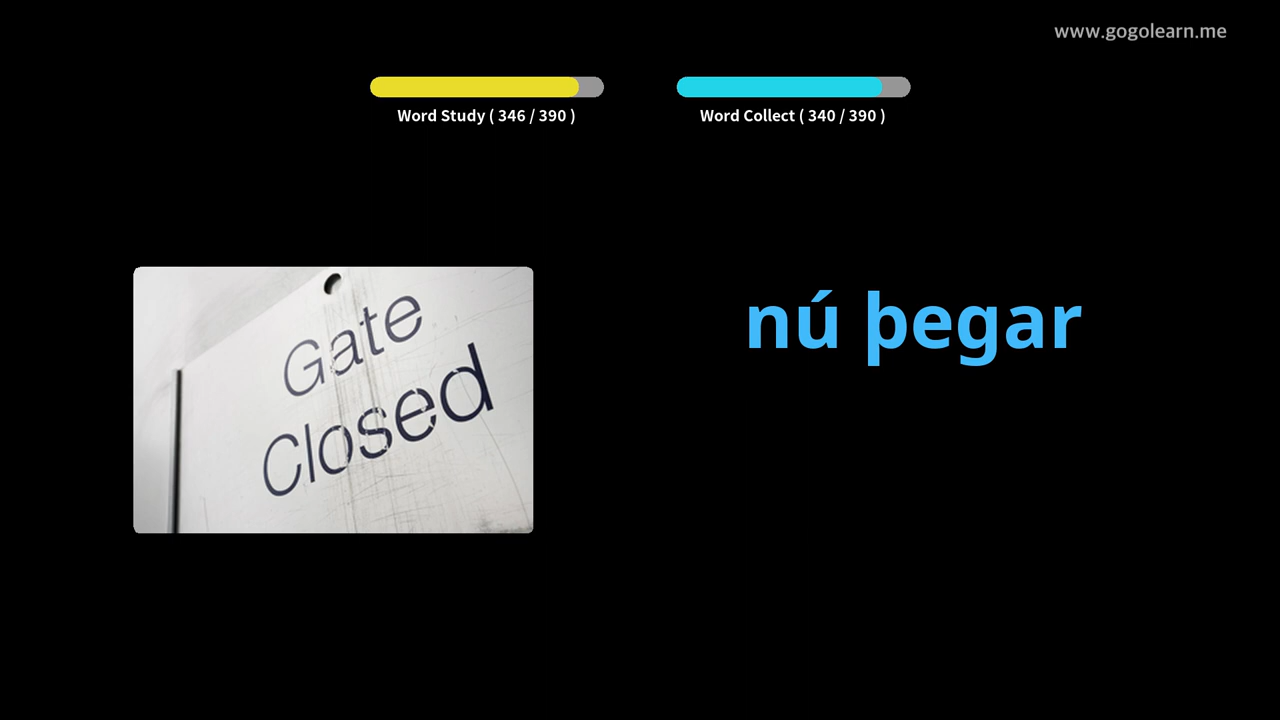 www.gogolearn.me
Word Study ( 346 / 390 )
Word Collect ( 340 / 390 )
Gate
Closed
nú þegar